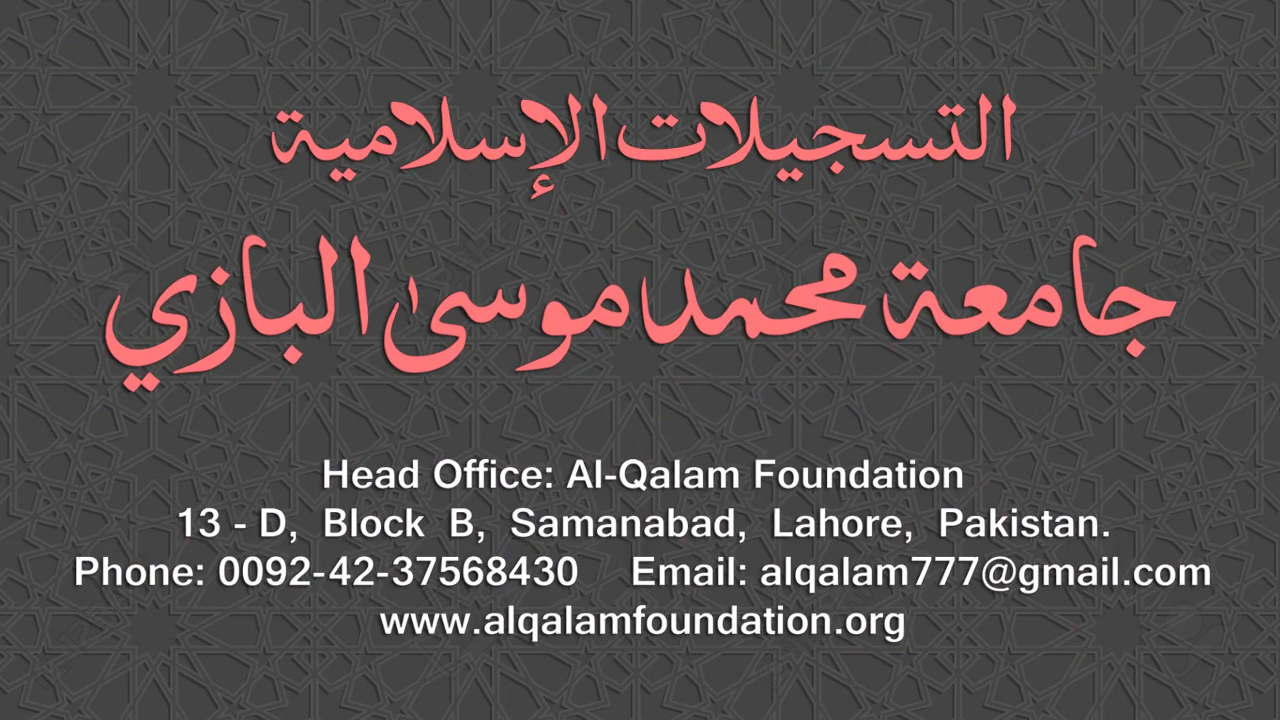 التسجيلات الإسلامية
جامعة محمد موسىٰ البازي
Head Office: Al-Qalam Foundation
13 - D, Block B, Samanabad, Lahore, Pakistan.
Phone: 0092-42-37568430 Email: alqalam777@gmail.com
www.alqalamfoundation.org